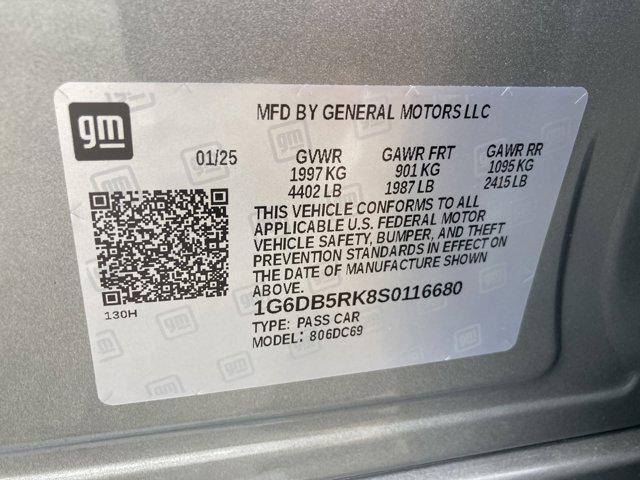 gm
MFD BY GENERAL MOTORS LLC
01/25 GVWR GAWR FRT GAWR RR
1997 KG 901 KG 1095 KG
4402 LB 1987 LB 2415 LB
THIS VEHICLE CONFORMS TO ALL
APPLICABLE U.S. FEDERAL MOTOR
VEHICLE SAFETY, BUMPER, AND THEFT
PREVENTION STANDARDS IN EFFECT ON
THE DATE OF MANUFACTURE SHOWN
ABOVE.
130H
1G6DB5RK8S0116680
TYPE: PASS CAR
MODEL: 806DC69